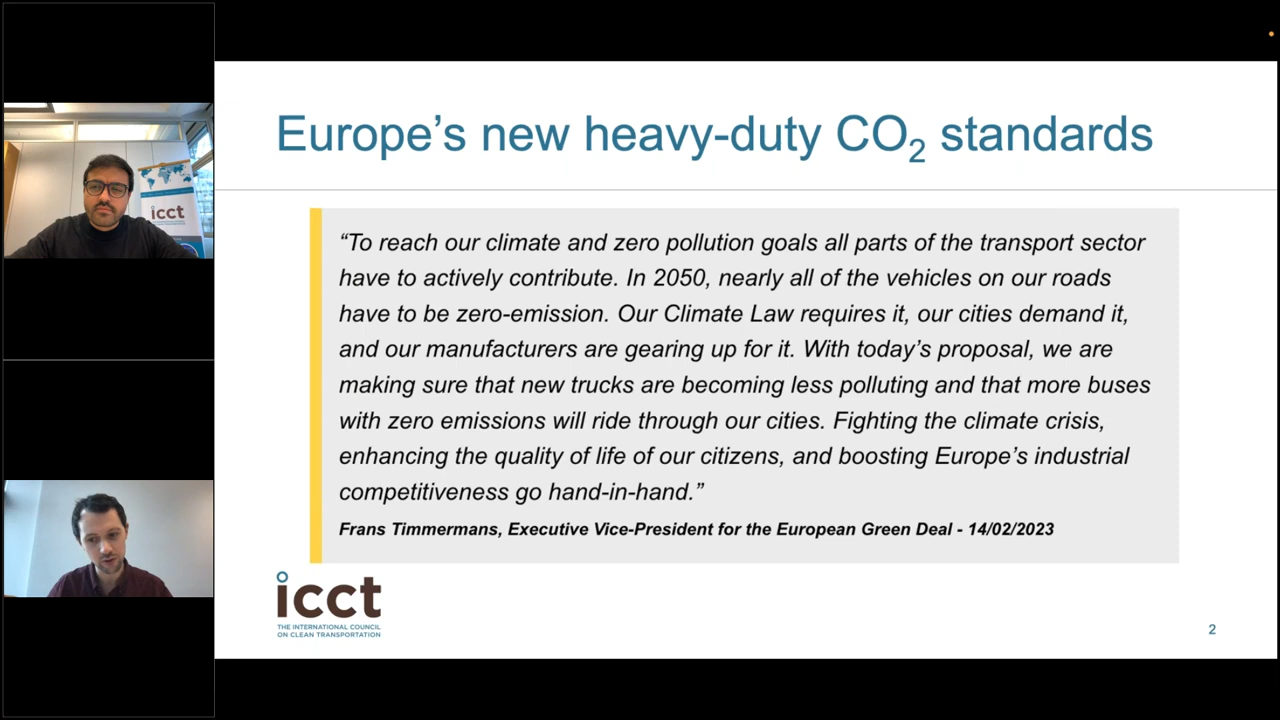 Europe’s new heavy-duty CO₂ standards
“To reach our climate and zero pollution goals all parts of the transport sector
have to actively contribute. In 2050, nearly all of the vehicles on our roads
have to be zero-emission. Our Climate Law requires it, our cities demand it,
and our manufacturers are gearing up for it. With today’s proposal, we are
making sure that new trucks are becoming less polluting and that more buses
with zero emissions will ride through our cities. Fighting the climate crisis,
enhancing the quality of life of our citizens, and boosting Europe’s industrial
competitiveness go hand-in-hand.”
Frans Timmermans, Executive Vice-President for the European Green Deal - 14/02/2023
icct
THE INTERNATIONAL COUNCIL
ON CLEAN TRANSPORTATION
2
icct